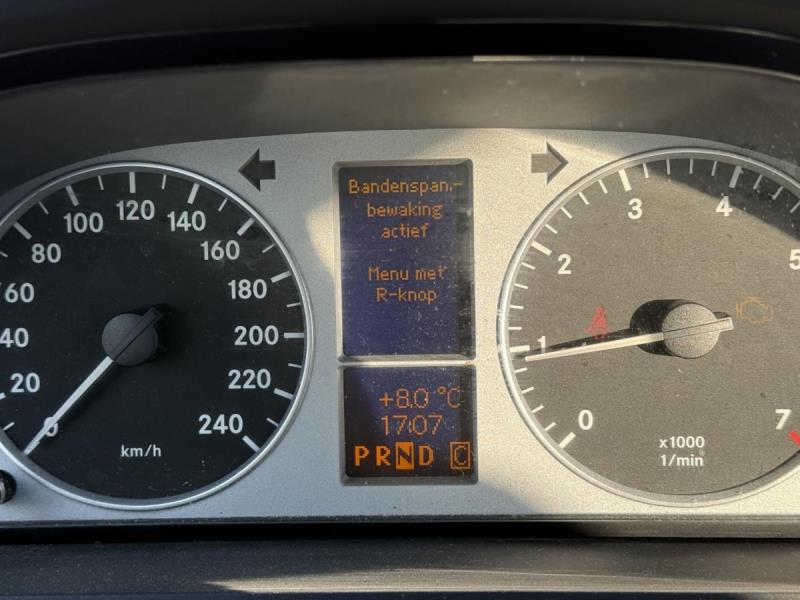 Bandenspan.-
bewaking
actief
Menu met
R-knop
+8.0 °C
17:07
P R N D C
0
20
40
60
80
100
120
140
160
180
200
220
240
km/h
0
1
2
3
4
5
7
x1000
1/min